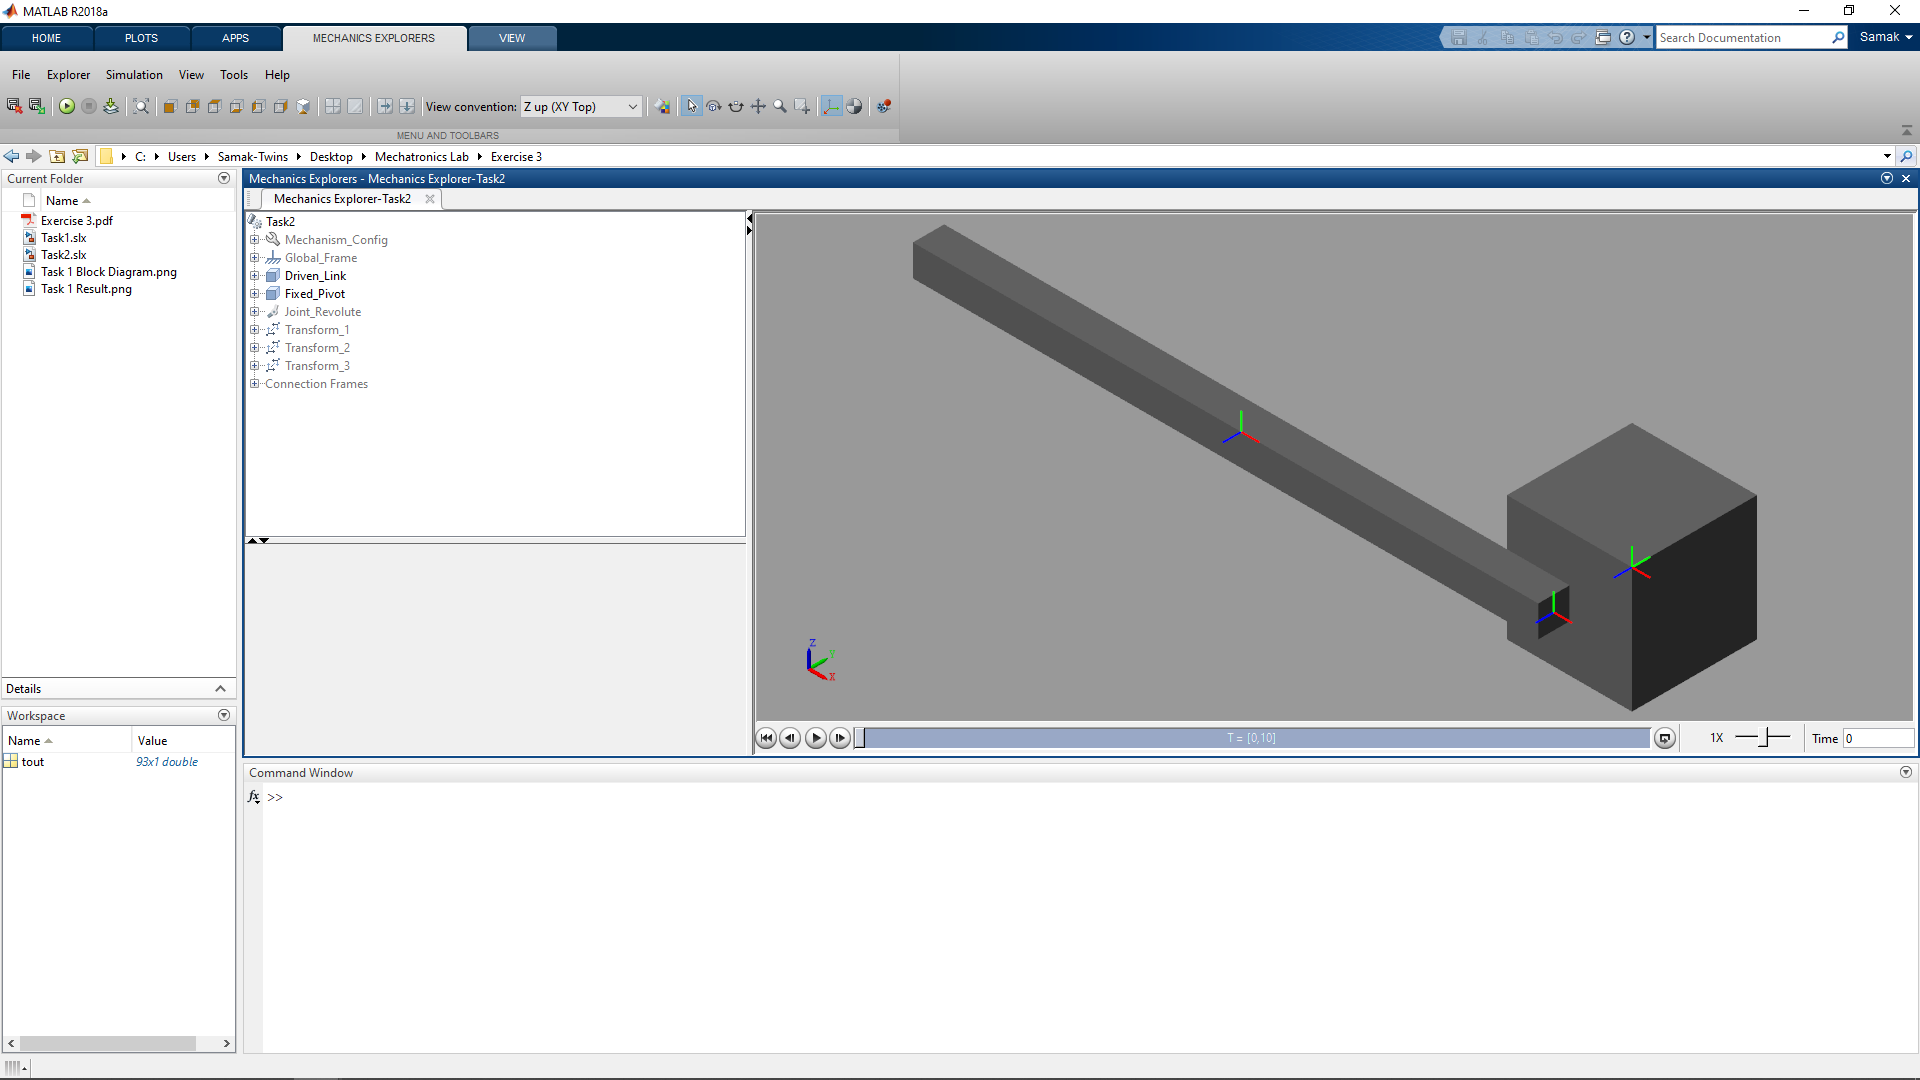 MATLAB R2018a
HOME PLOTS APPS MECHANICS EXPLORERS VIEW
Search Documentation
Samak
File Explorer Simulation View Tools Help
View convention: Z up (XY Top)
MENU AND TOOLBARS
C: Users Samak-Twins Desktop Mechatronics Lab Exercise 3
Current Folder
Name
Exercise 3.pdf
Task1.slx
Task2.slx
Task 1 Block Diagram.png
Task 1 Result.png
Details
Workspace
Name Value
tout 93x1 double
Mechanics Explorers - Mechanics Explorer-Task2
Mechanics Explorer-Task2
Task2
Mechanism_Config
Global_Frame
Driven_Link
Fixed_Pivot
Joint_Revolute
Transform_1
Transform_2
Transform_3
Connection Frames
Z
Y
X
T = [0,10]
1X
Time 0
Command Window
fx >>